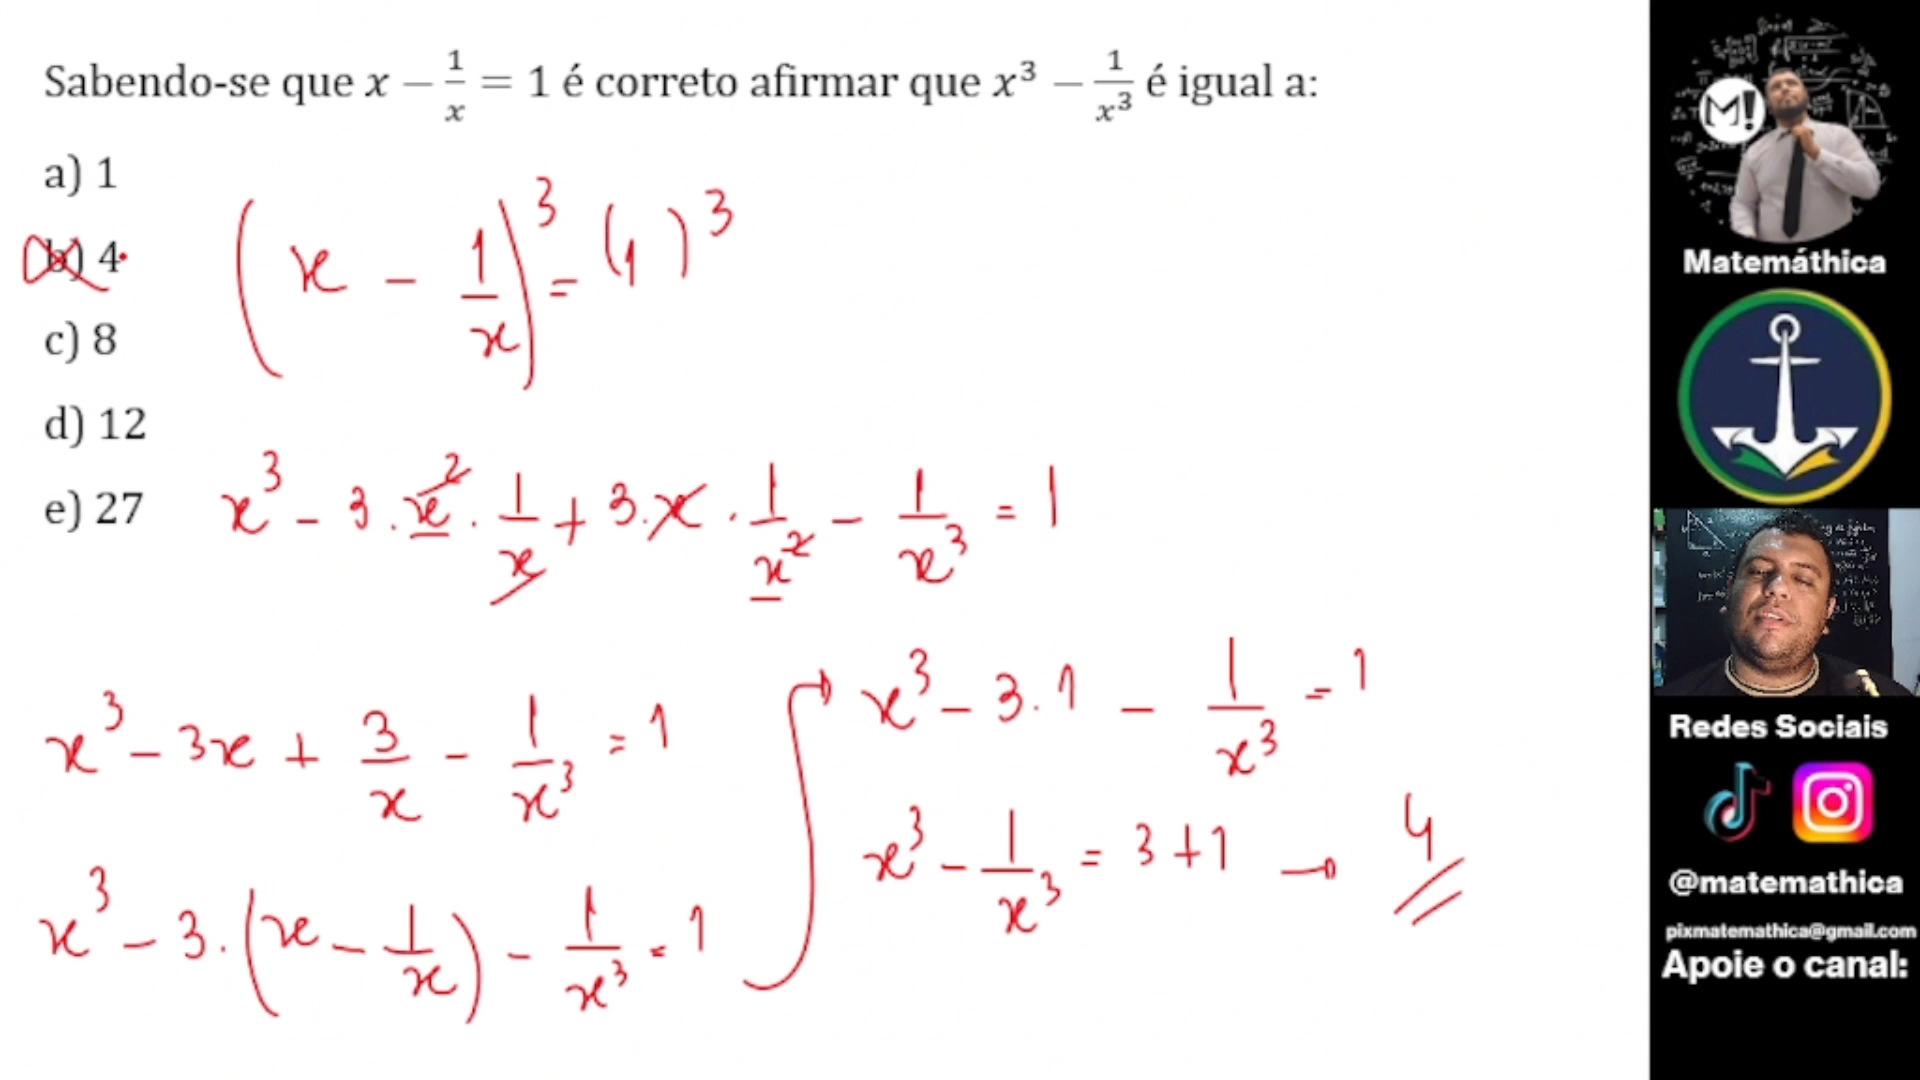 Sabendo-se que x − 1/x = 1 é correto afirmar que x³ − 1/x³ é igual a:
a) 1
b) 4
c) 8
d) 12
e) 27
(x − 1/x)³ = (1)³
x³ − 3.x².1/x + 3.x.1/x² − 1/x³ = 1
x³ − 3x + 3/x − 1/x³ = 1
x³ − 3.(x − 1/x) − 1/x³ = 1
x³ − 3.1 − 1/x³ = 1
x³ − 1/x³ = 3+1 → 4
M!
Matemáthica
Redes Sociais
@matemathica
pixmatemathica@gmail.com
Apoie o canal: